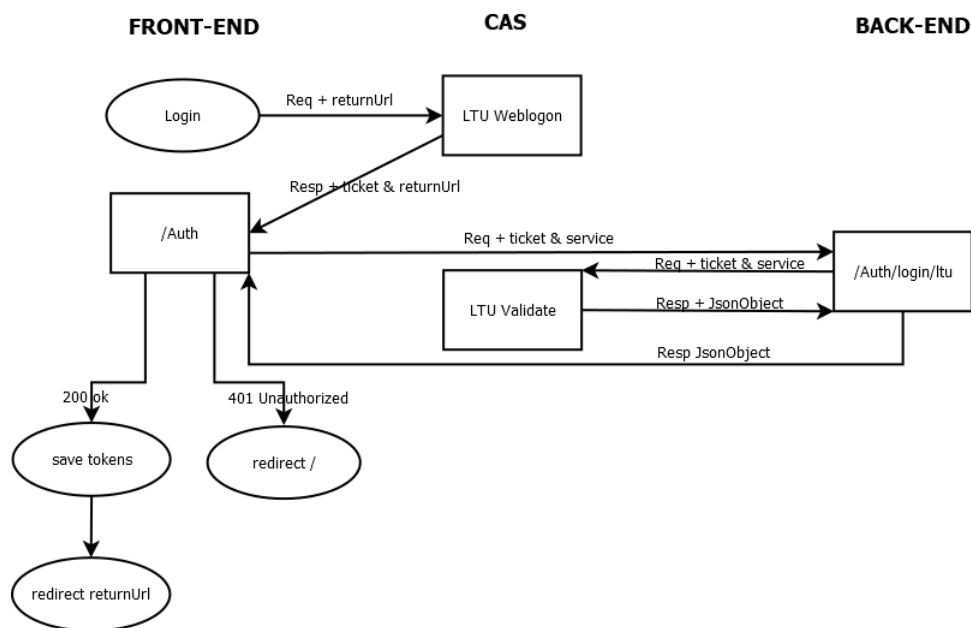 FRONT-END
CAS
BACK-END
Login
Req + returnUrl
LTU Weblogon
Resp + ticket & returnUrl
/Auth
Req + ticket & service
Req + ticket & service
/Auth/login/ltu
LTU Validate
Resp + JsonObject
Resp JsonObject
200 ok
401 Unauthorized
save tokens
redirect /
redirect returnUrl